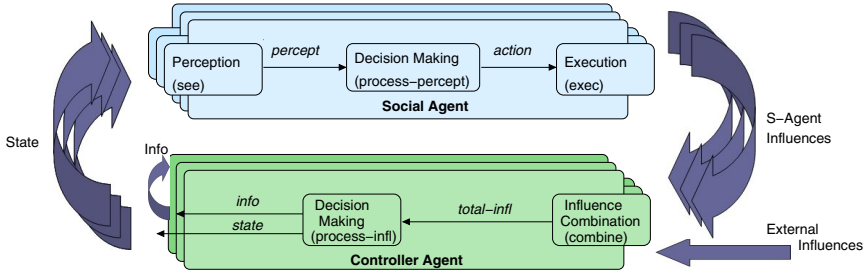 percept
action
Perception
(see)
Decision Making
(process-percept)
Execution
(exec)
Social Agent
State
S-Agent
Influences
Info
info
state
Decision
Making
(process-infl)
total-infl
Influence
Combination
(combine)
Controller Agent
External
Influences